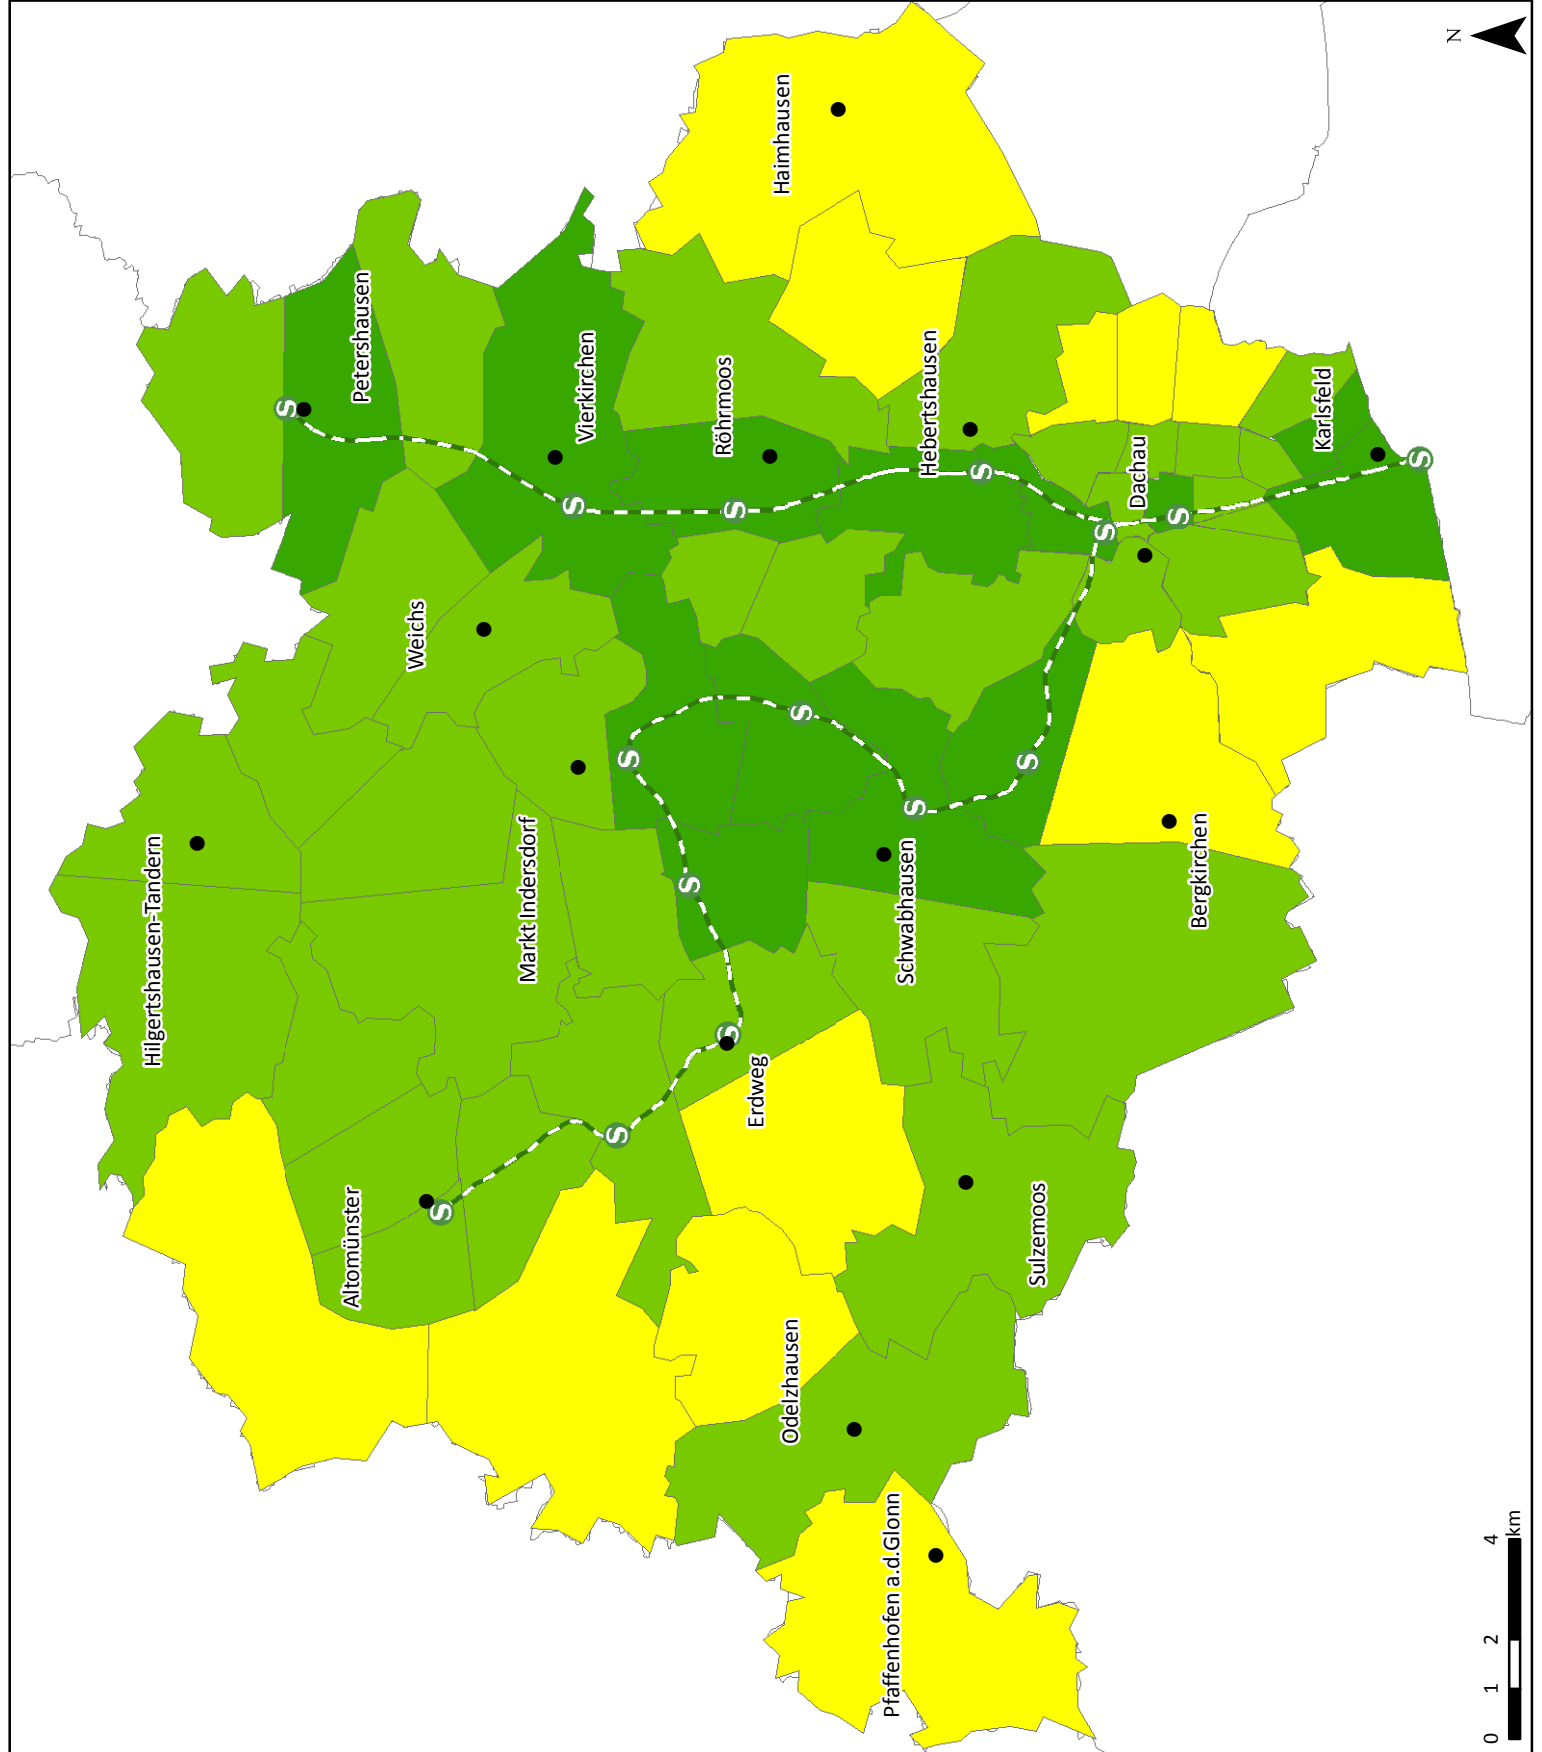 Hilgertshausen-Tandern
Petershausen
Altomünster
Weichs
Markt Indersdorf
Vierkirchen
Röhrmoos
Haimhausen
Erdweg
Odelzhausen
Schwabhausen
Hebertshausen
Pfaffenhofen a.d.Glonn
Sulzemoos
Dachau
Bergkirchen
Karlsfeld
S
S
S
S
S
S
S
S
S
S
S
S
S
S
N
0 1 2 4
km